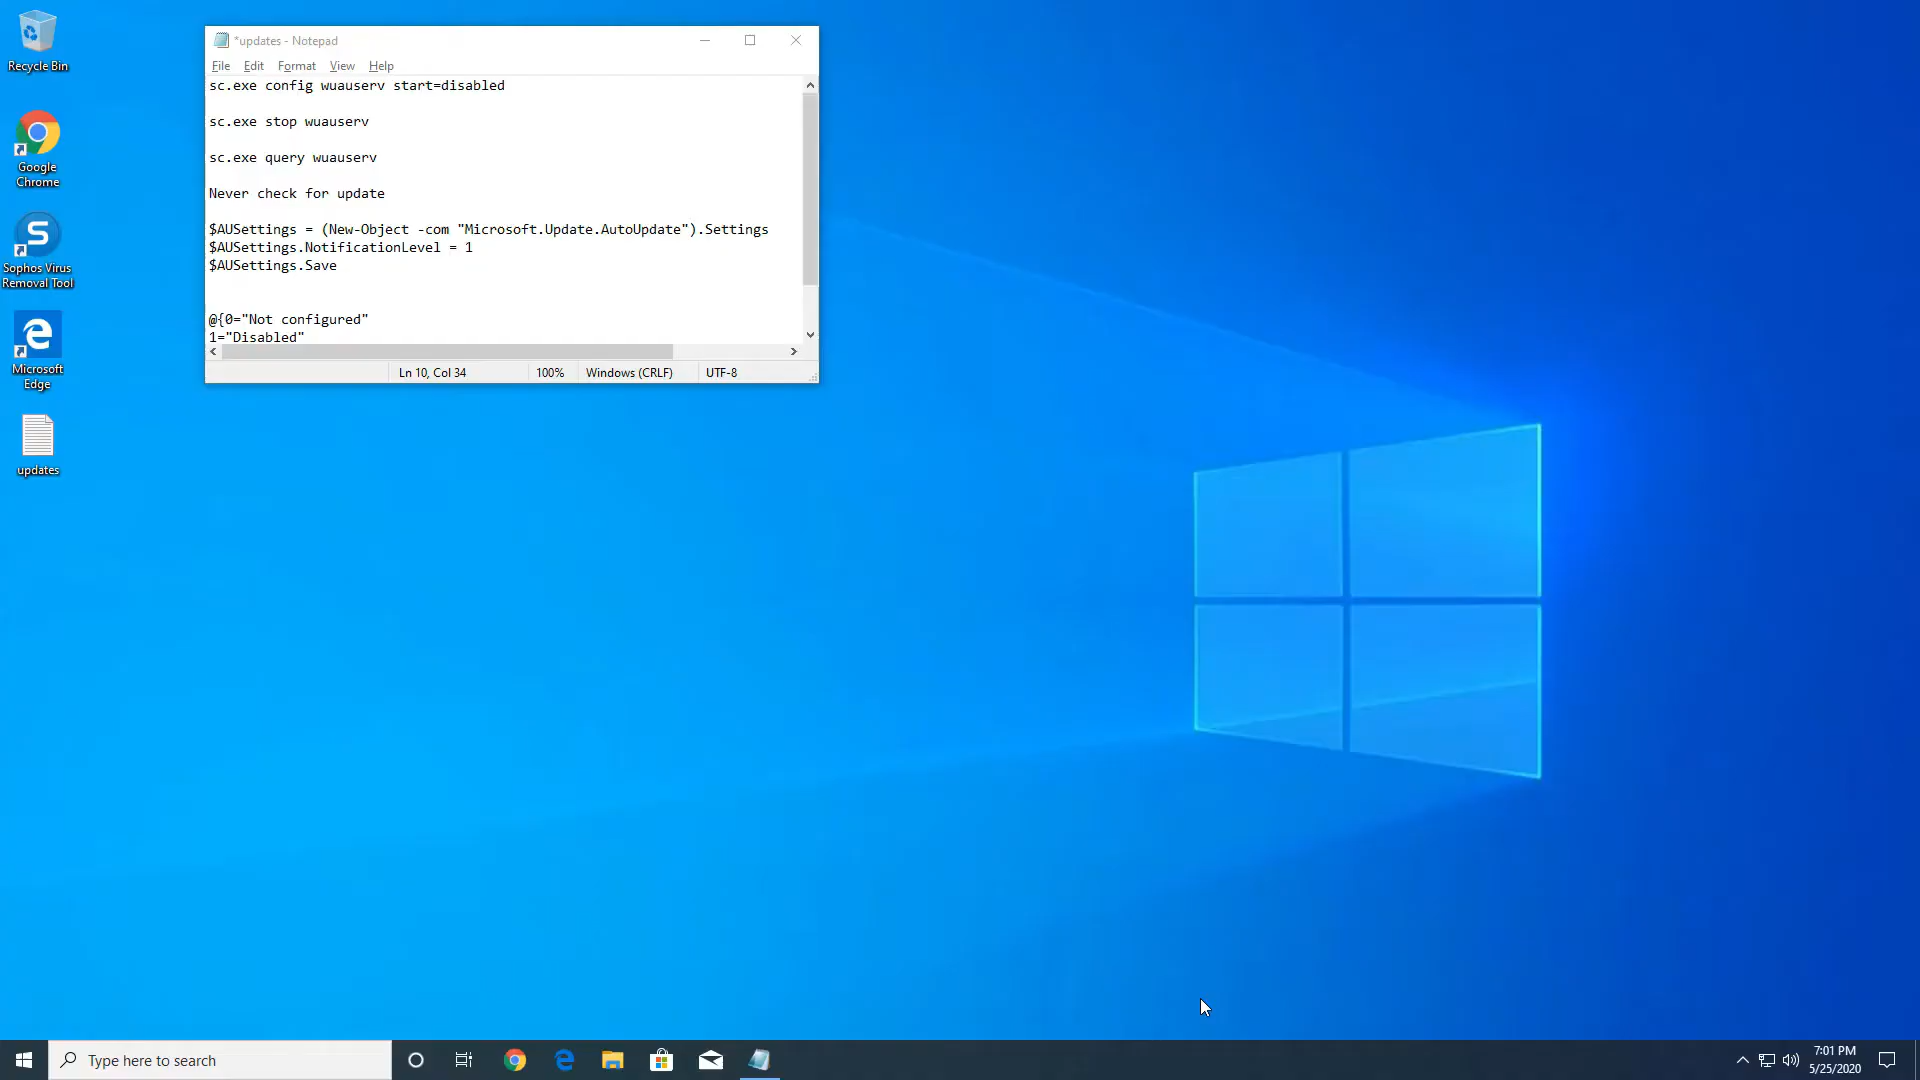 Recycle Bin
Google
Chrome
S
Sophos Virus
Removal Tool
Microsoft
Edge
updates
*updates - Notepad
File Edit Format View Help
sc.exe config wuauserv start=disabled
sc.exe stop wuauserv
sc.exe query wuauserv
Never check for update
$AUSettings = (New-Object -com "Microsoft.Update.AutoUpdate").Settings
$AUSettings.NotificationLevel = 1
$AUSettings.Save
@{0="Not configured"
1="Disabled"
Ln 10, Col 34 100% Windows (CRLF) UTF-8
Type here to search
7:01 PM
5/25/2020